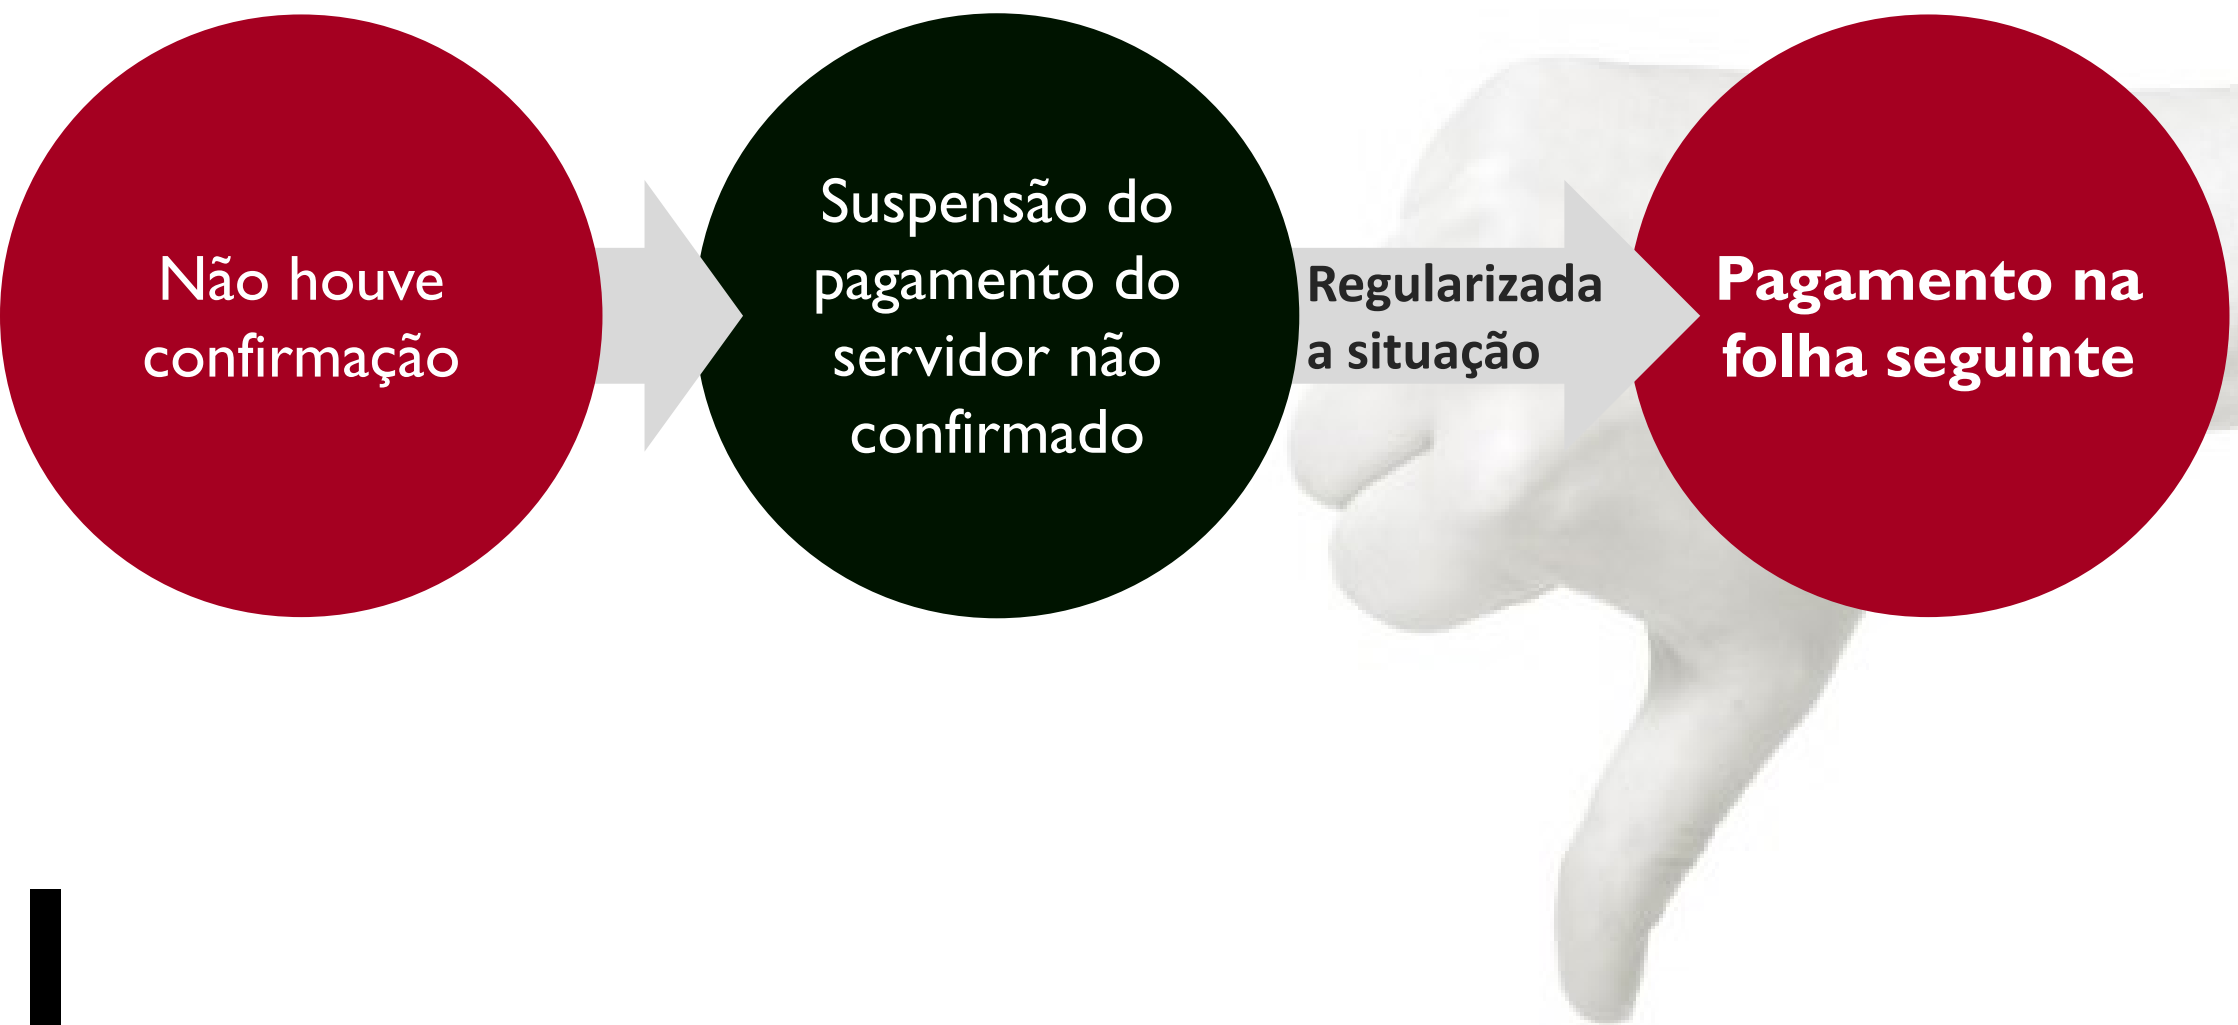 Não houve
confirmação
Suspensão do
pagamento do
servidor não
confirmado
Regularizada
a situação
Pagamento na
folha seguinte